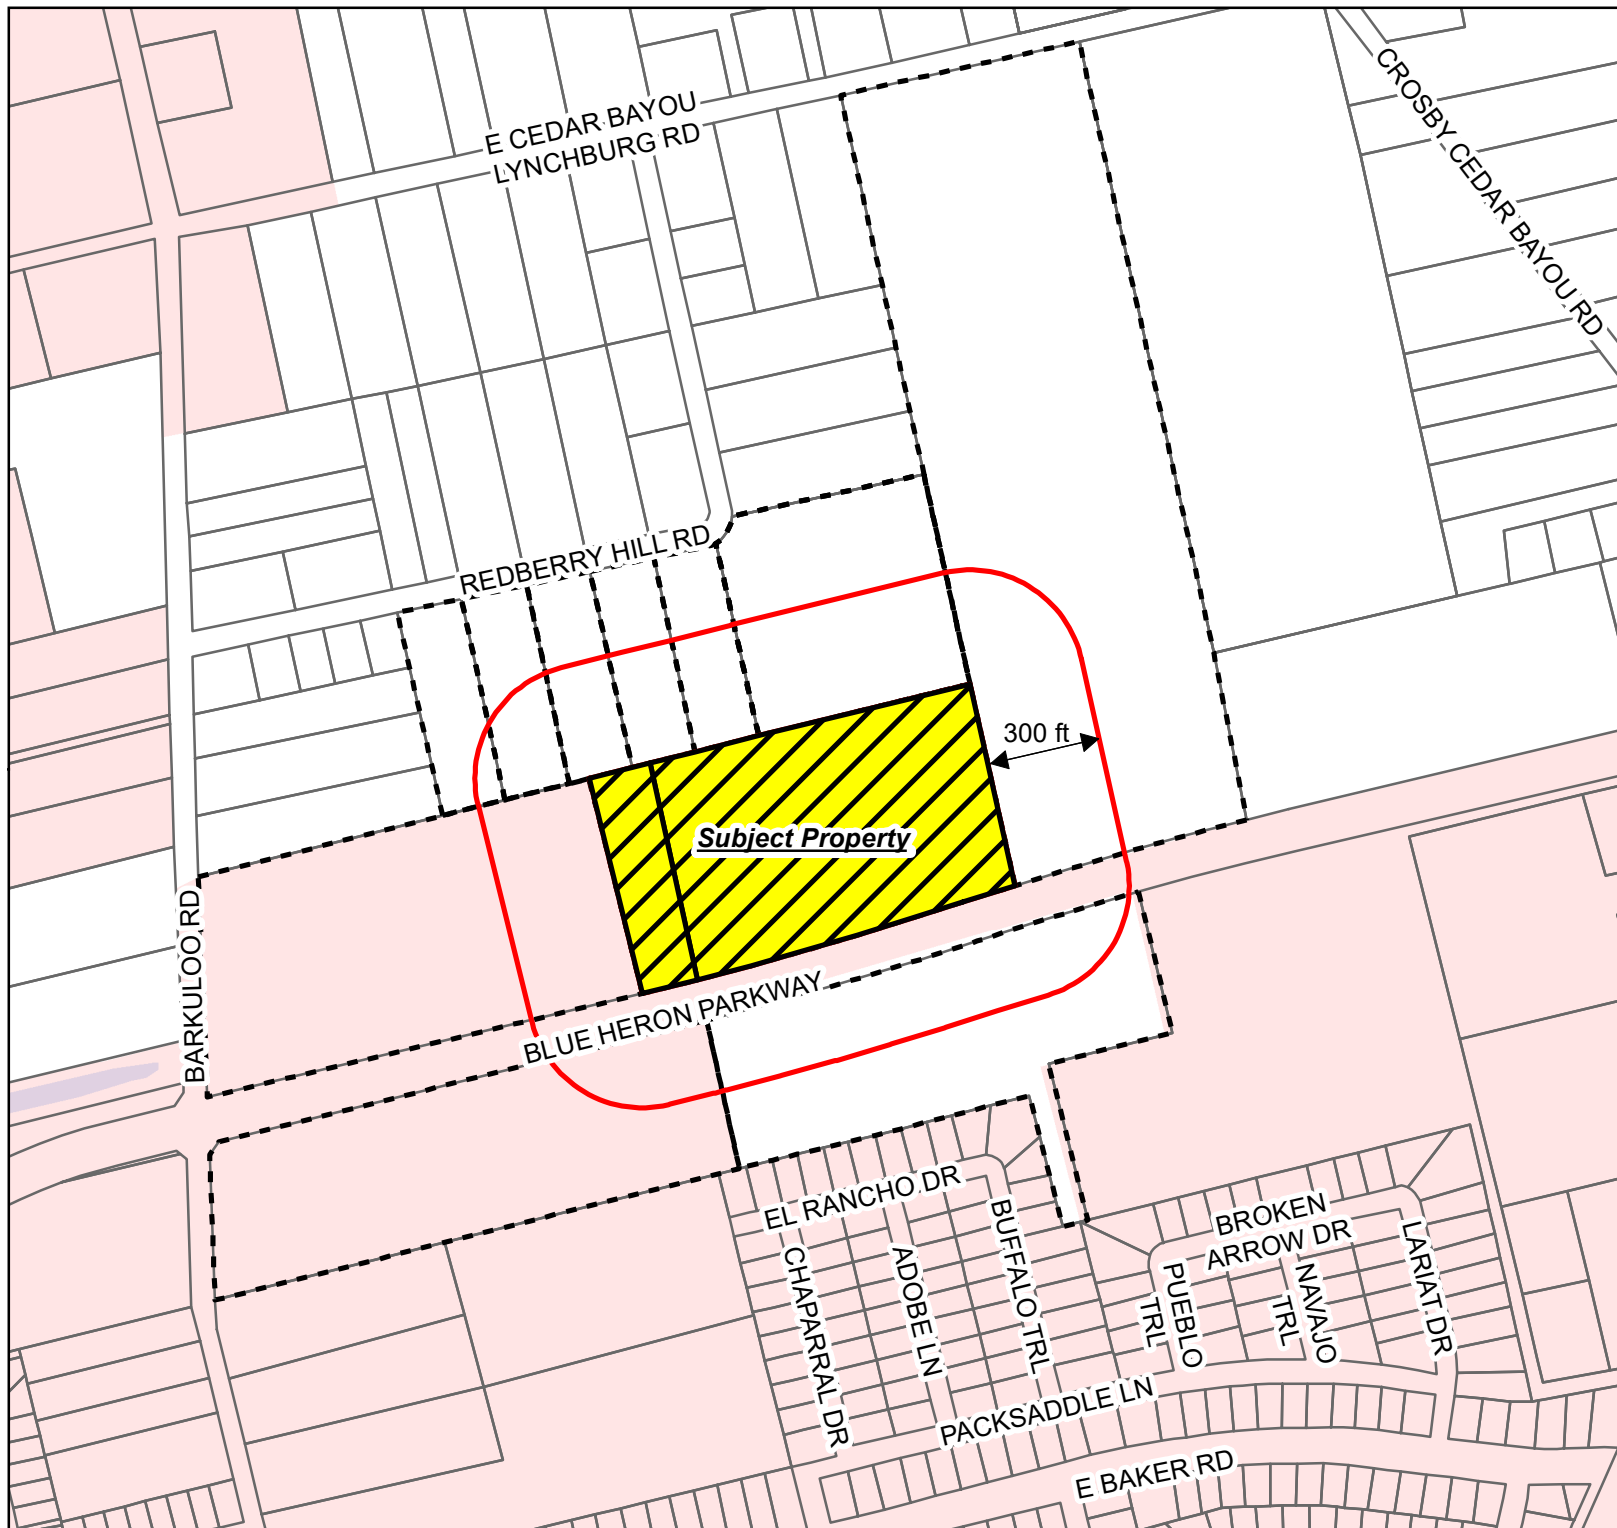 E CEDAR BAYOU
LYNCHBURG RD
CROSBY CEDAR BAYOU RD
REDBERRY HILL RD
300 ft
Subject Property
BARKULOO RD
BLUE HERON PARKWAY
EL RANCHO DR
BUFFALO TRL
BROKEN
ARROW DR
LARIAT DR
CHAPARRAL DR
ADOBE LN
PUEBLO
TRL
NAVAJO
TRL
PACKSADDLE LN
E BAKER RD